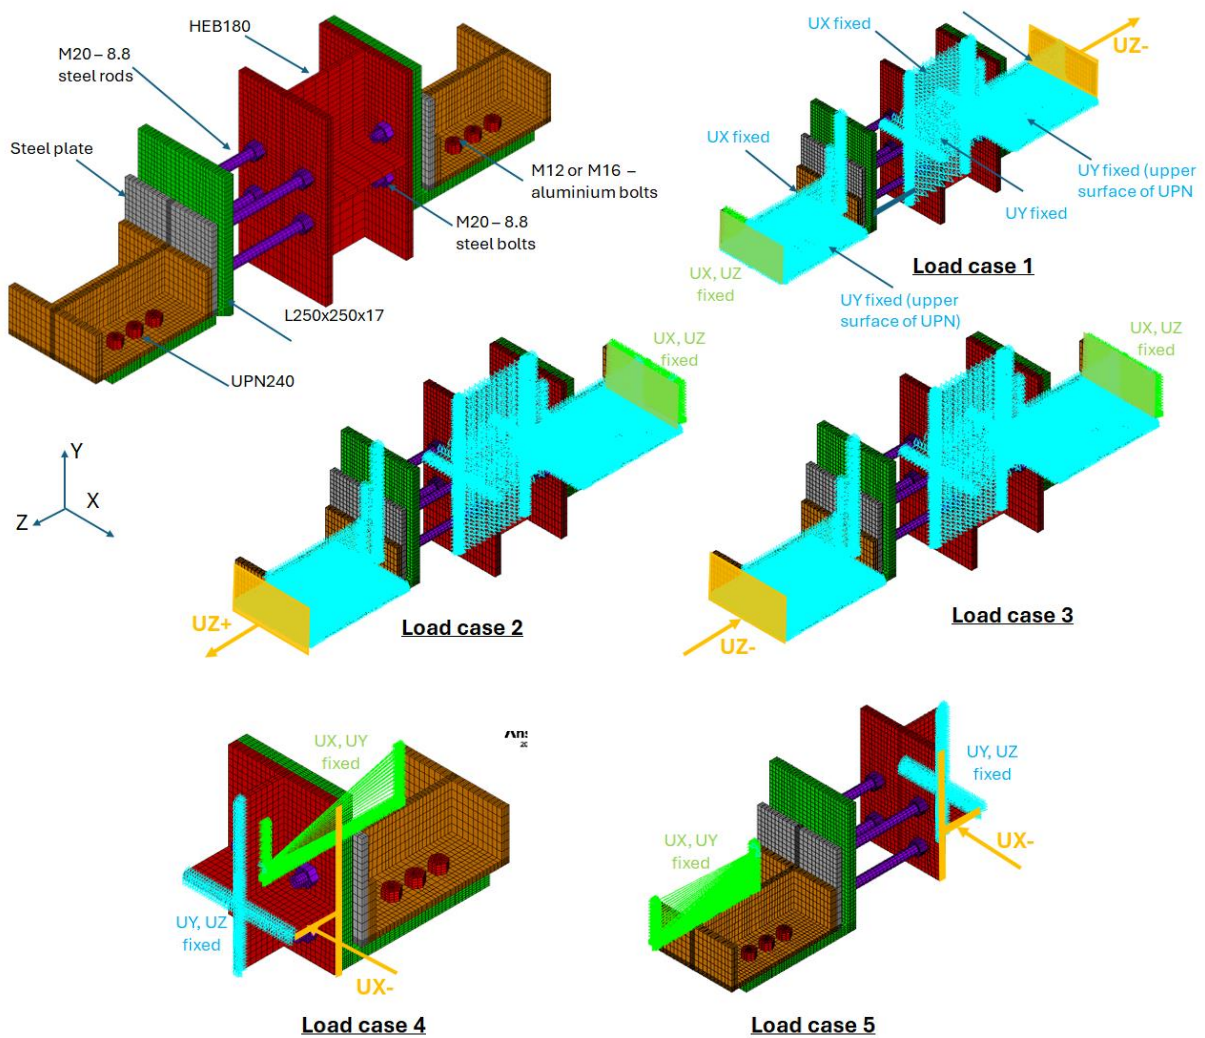 HEB180
M20 – 8.8
steel rods
Steel plate
M12 or M16 –
aluminium bolts
M20 – 8.8
steel bolts
L250x250x17
UPN240
UX fixed
UZ-
UX fixed
UY fixed (upper
surface of UPN
UY fixed
UX, UZ
fixed
UY fixed (upper
surface of UPN)
Load case 1
Y
X
Z
UX, UZ
fixed
UZ+
Load case 2
UX, UZ
fixed
UZ-
Load case 3
UX, UY
fixed
UY, UZ
fixed
UX-
Load case 4
UY, UZ
fixed
UX, UY
fixed
UX-
Load case 5